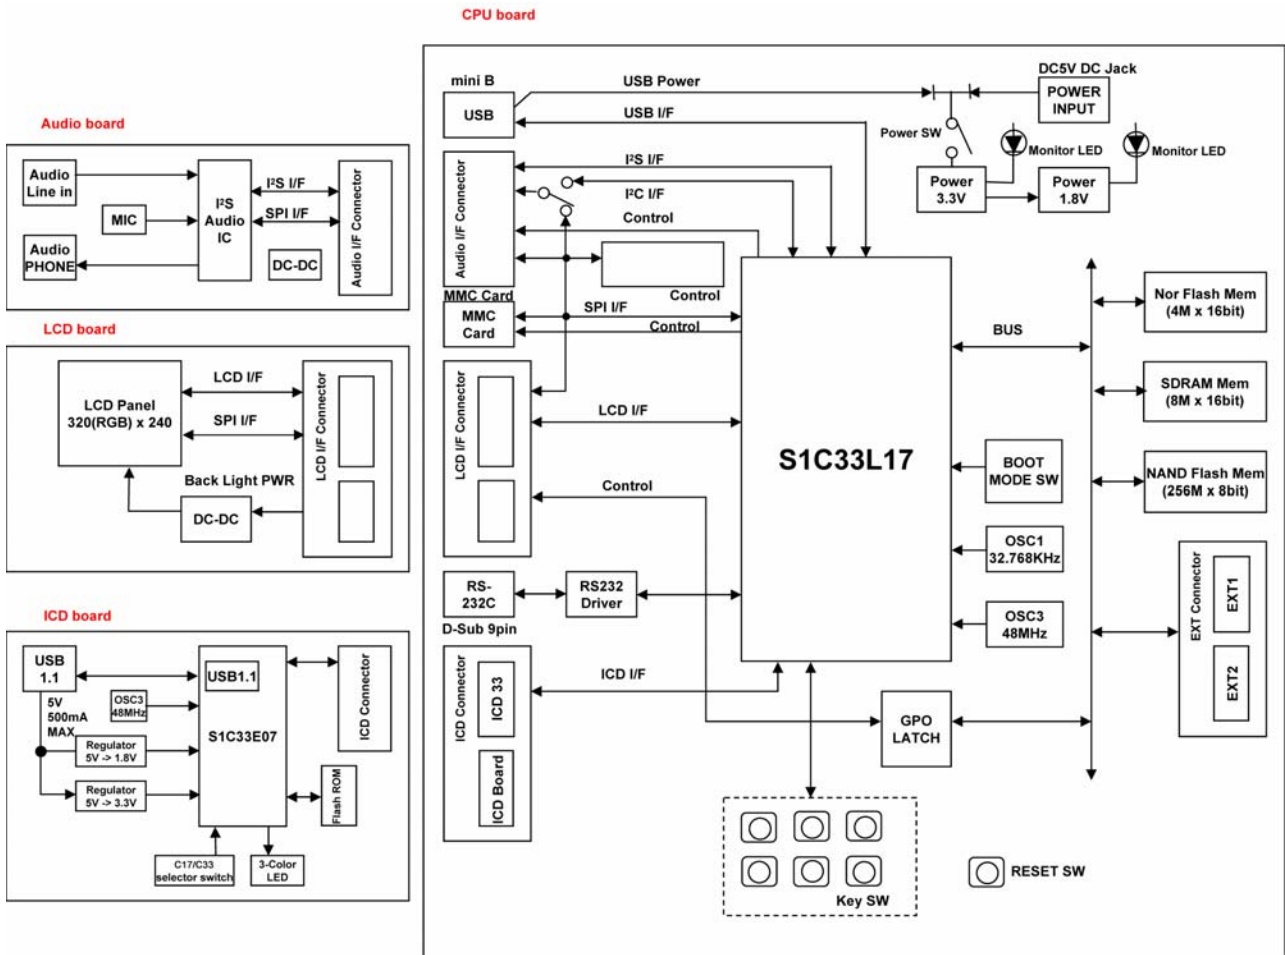 CPU board
mini B
USB
USB Power
USB I/F
DC5V DC Jack
POWER
INPUT
Power SW
Monitor LED
Monitor LED
Power
3.3V
Power
1.8V
Audio I/F Connector
I²S I/F
I²C I/F
Control
Control
MMC Card
MMC
Card
SPI I/F
Control
LCD I/F Connector
LCD I/F
Control
S1C33L17
BUS
Nor Flash Mem
(4M x 16bit)
SDRAM Mem
(8M x 16bit)
NAND Flash Mem
(256M x 8bit)
BOOT
MODE SW
OSC1
32.768KHz
OSC3
48MHz
EXT Connector
EXT1
EXT2
RS-
232C
D-Sub 9pin
RS232
Driver
ICD Connector
ICD 33
ICD Board
ICD I/F
GPO
LATCH
Key SW
RESET SW
Audio board
Audio
Line in
MIC
Audio
PHONE
I²S
Audio
IC
I²S I/F
SPI I/F
DC-DC
Audio I/F Connector
LCD board
LCD Panel
320(RGB) x 240
LCD I/F
SPI I/F
Back Light PWR
DC-DC
LCD I/F Connector
ICD board
USB
1.1
5V
500mA
MAX
OSC3
48MHz
Regulator
5V -> 1.8V
Regulator
5V -> 3.3V
USB1.1
S1C33E07
ICD Connector
Flash ROM
C17/C33
selector switch
3-Color
LED